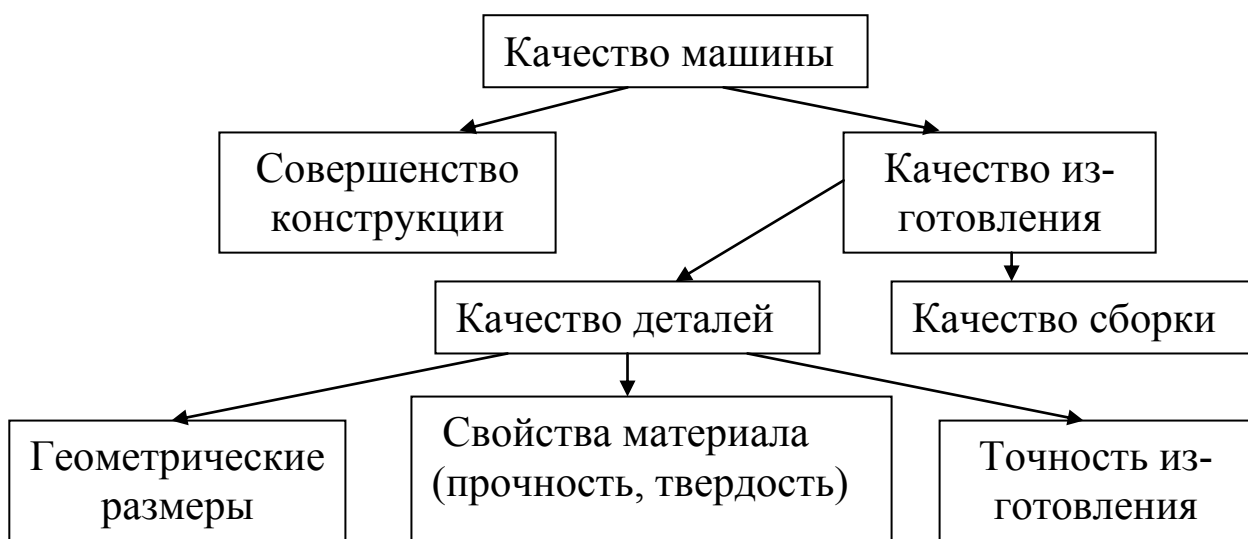 Качество машины
Совершенство
конструкции
Качество из-
готовления
Качество деталей
Качество сборки
Геометрические
размеры
Свойства материала
(прочность, твердость)
Точность из-
готовления